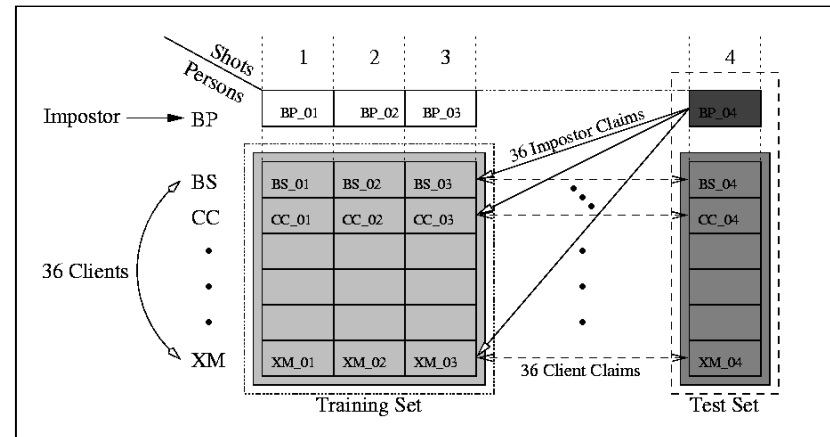 Shots 1 2 3 4
Persons
Impostor BP BP_01 BP_02 BP_03 BP_04
36 Impostor Claims
BS BS_01 BS_02 BS_03 BS_04
CC CC_01 CC_02 CC_03 CC_04
36 Clients
XM XM_01 XM_02 XM_03 XM_04
36 Client Claims
Training Set Test Set